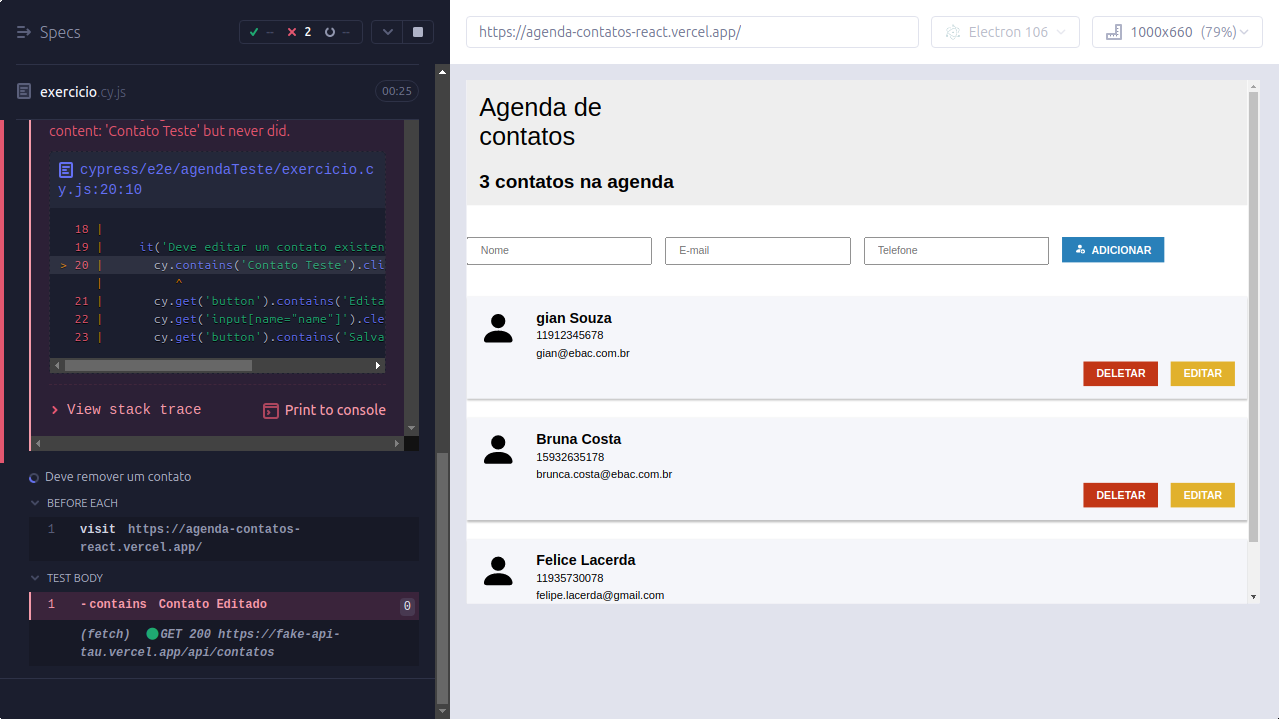 Specs
--
2
--
exercicio.cy.js
00:25
content: 'Contato Teste' but never did.
cypress/e2e/agendaTeste/exercicio.c
y.js:20:10
18 |
19 | it('Deve editar um contato existen
> 20 | cy.contains('Contato Teste').cli
| ^
21 | cy.get('button').contains('Edita
22 | cy.get('input[name="name"]').cle
23 | cy.get('button').contains('Salva
View stack trace
Print to console
Deve remover um contato
BEFORE EACH
1 visit https://agenda-contatos-
react.vercel.app/
TEST BODY
1 -contains Contato Editado 0
(fetch) GET 200 https://fake-api-
tau.vercel.app/api/contatos
https://agenda-contatos-react.vercel.app/
Electron 106
1000x660 (79%)
Agenda de
contatos
3 contatos na agenda
Nome
E-mail
Telefone
ADICIONAR
gian Souza
11912345678
gian@ebac.com.br
DELETAR
EDITAR
Bruna Costa
15932635178
brunca.costa@ebac.com.br
DELETAR
EDITAR
Felice Lacerda
11935730078
felipe.lacerda@gmail.com